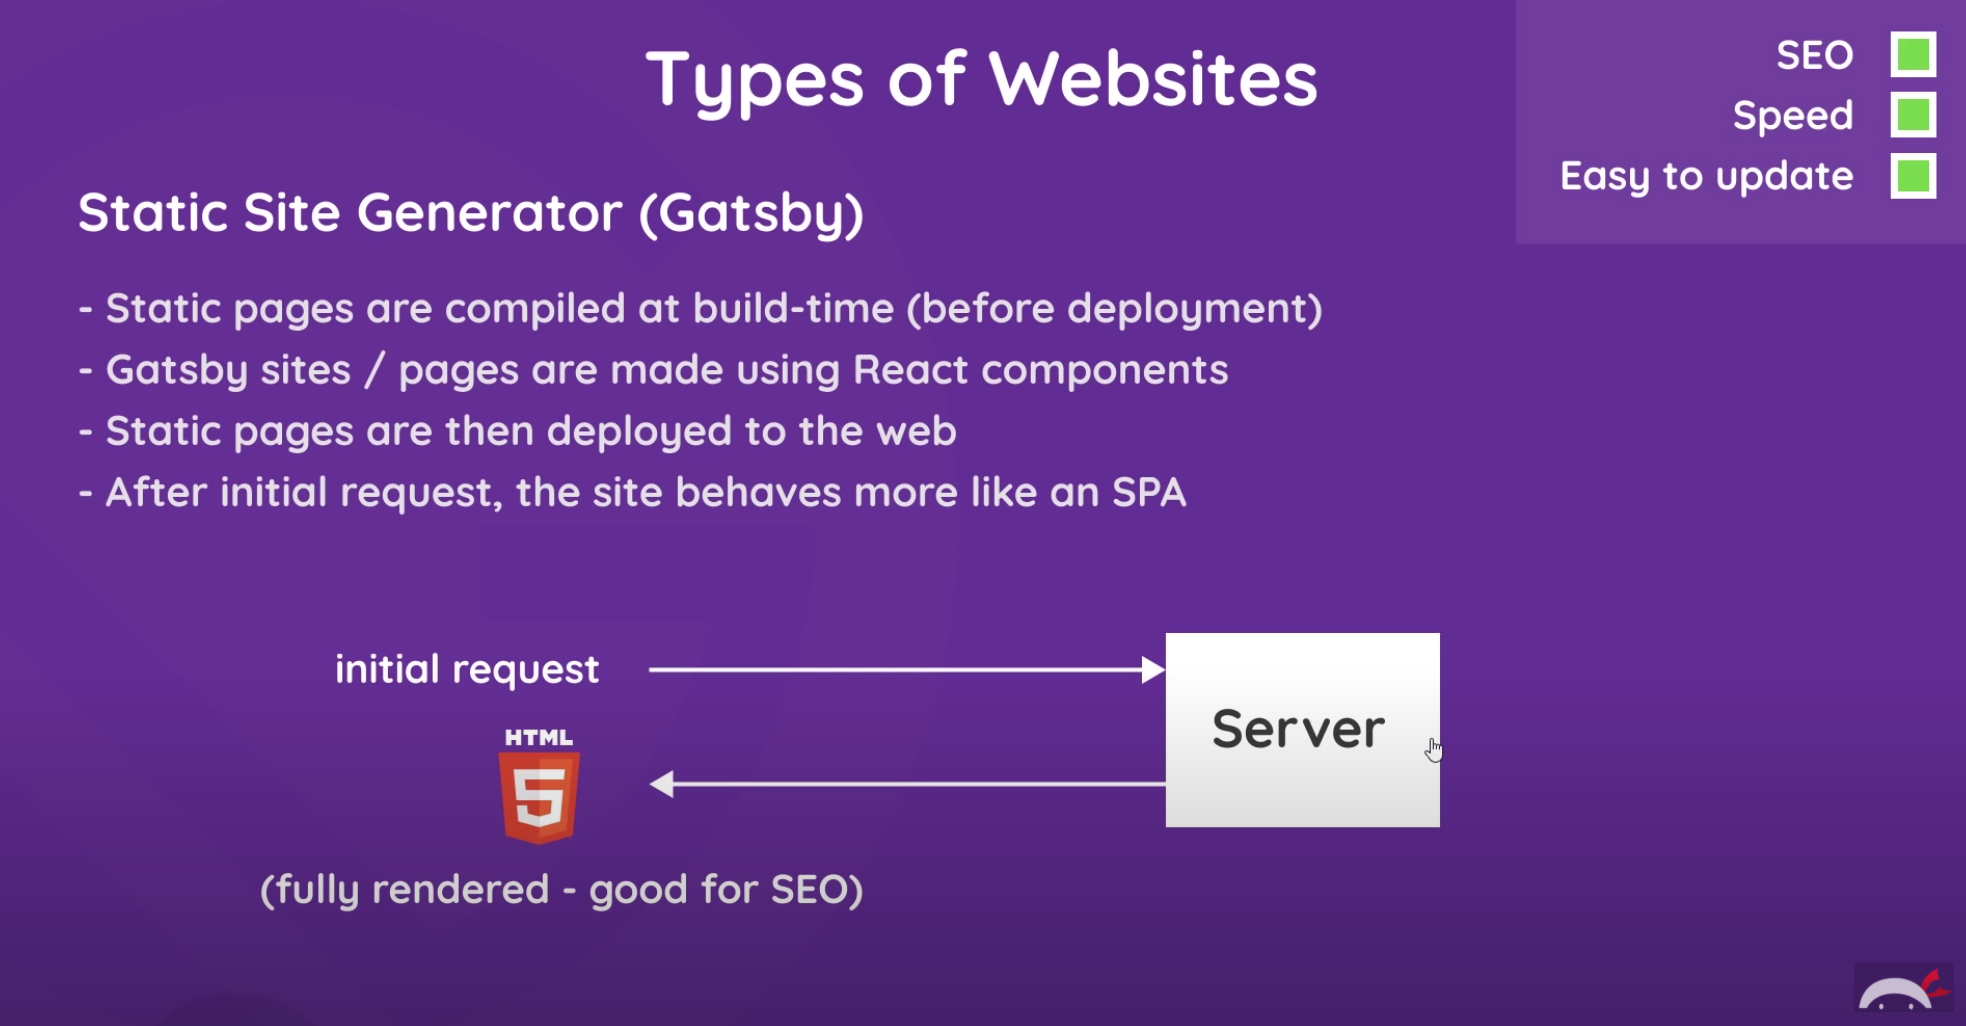 Types of Websites
SEO
Speed
Easy to update
Static Site Generator (Gatsby)
- Static pages are compiled at build-time (before deployment)
- Gatsby sites / pages are made using React components
- Static pages are then deployed to the web
- After initial request, the site behaves more like an SPA
initial request
Server
HTML
5
(fully rendered - good for SEO)